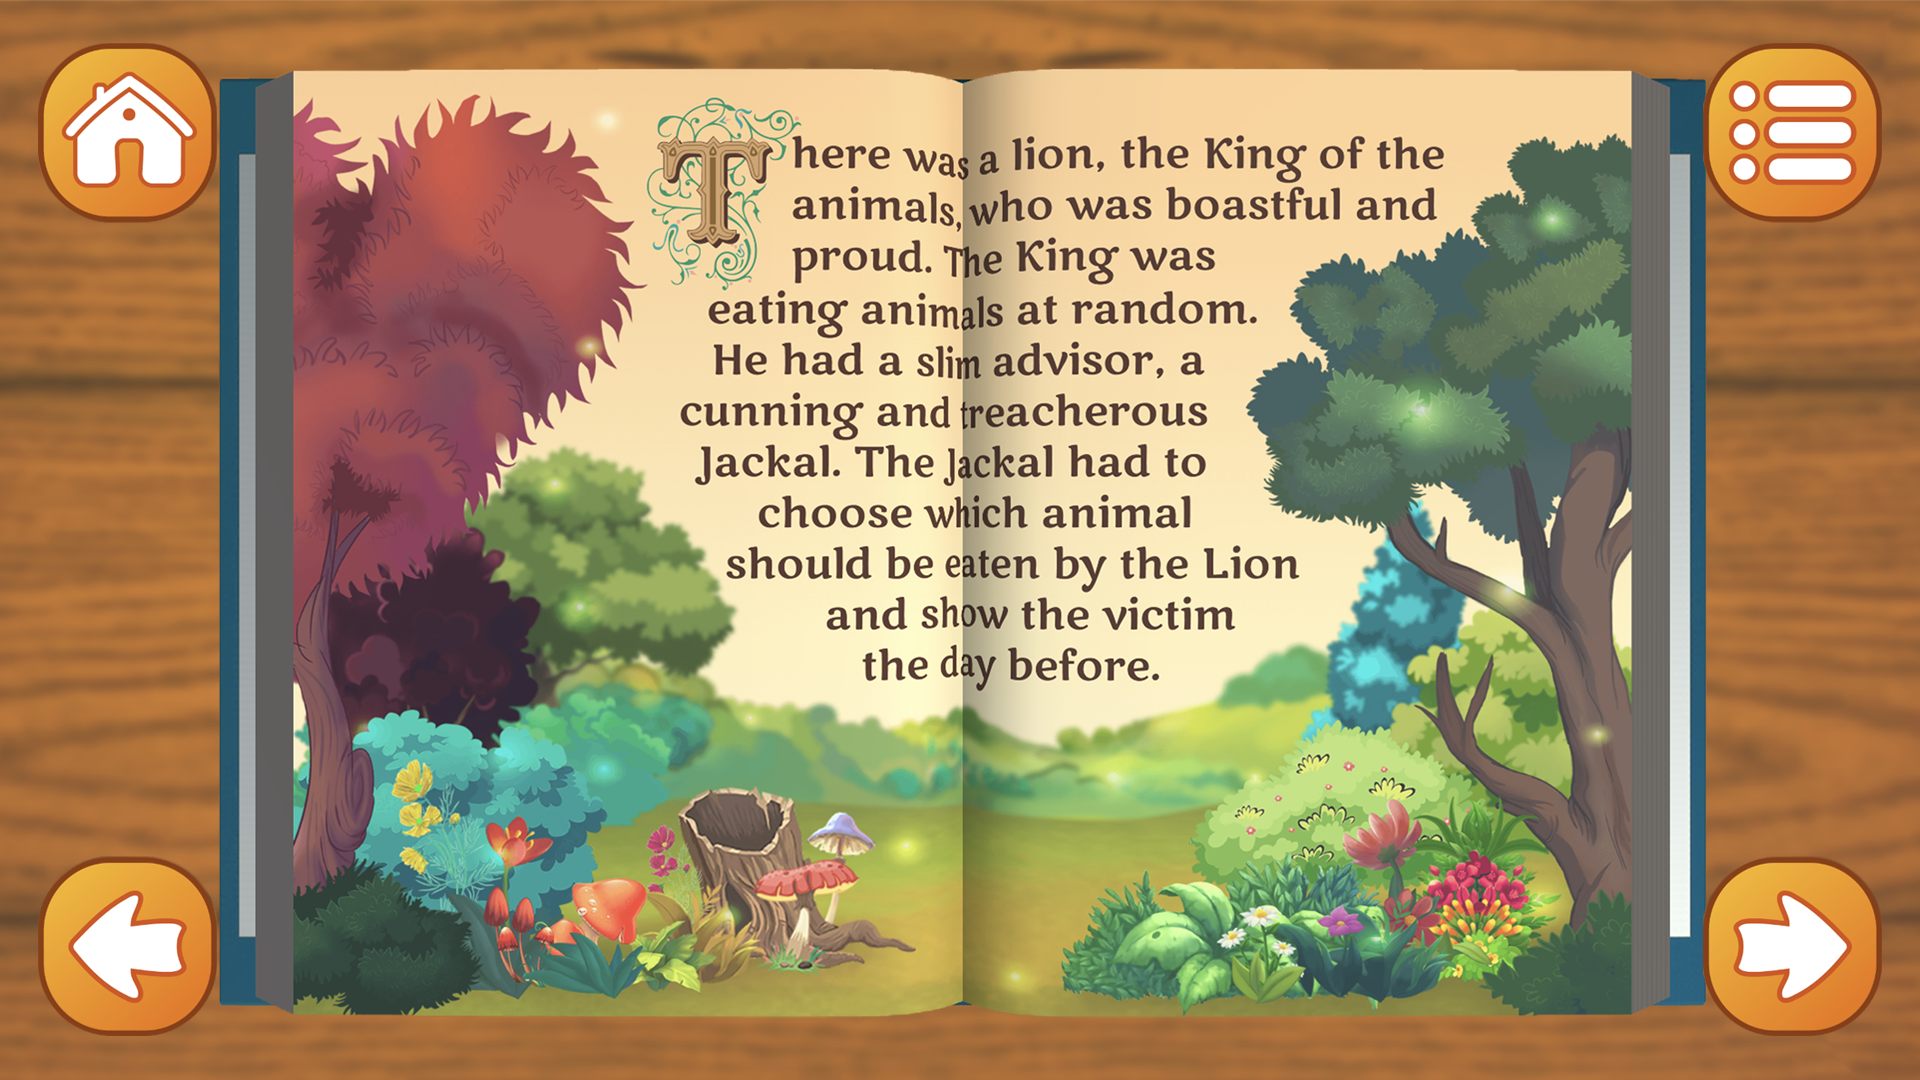 There was a lion, the King of the
animals, who was boastful and
proud. The King was
eating animals at random.
He had a slim advisor, a
cunning and treacherous
Jackal. The Jackal had to
choose which animal
should be eaten by the Lion
and show the victim
the day before.